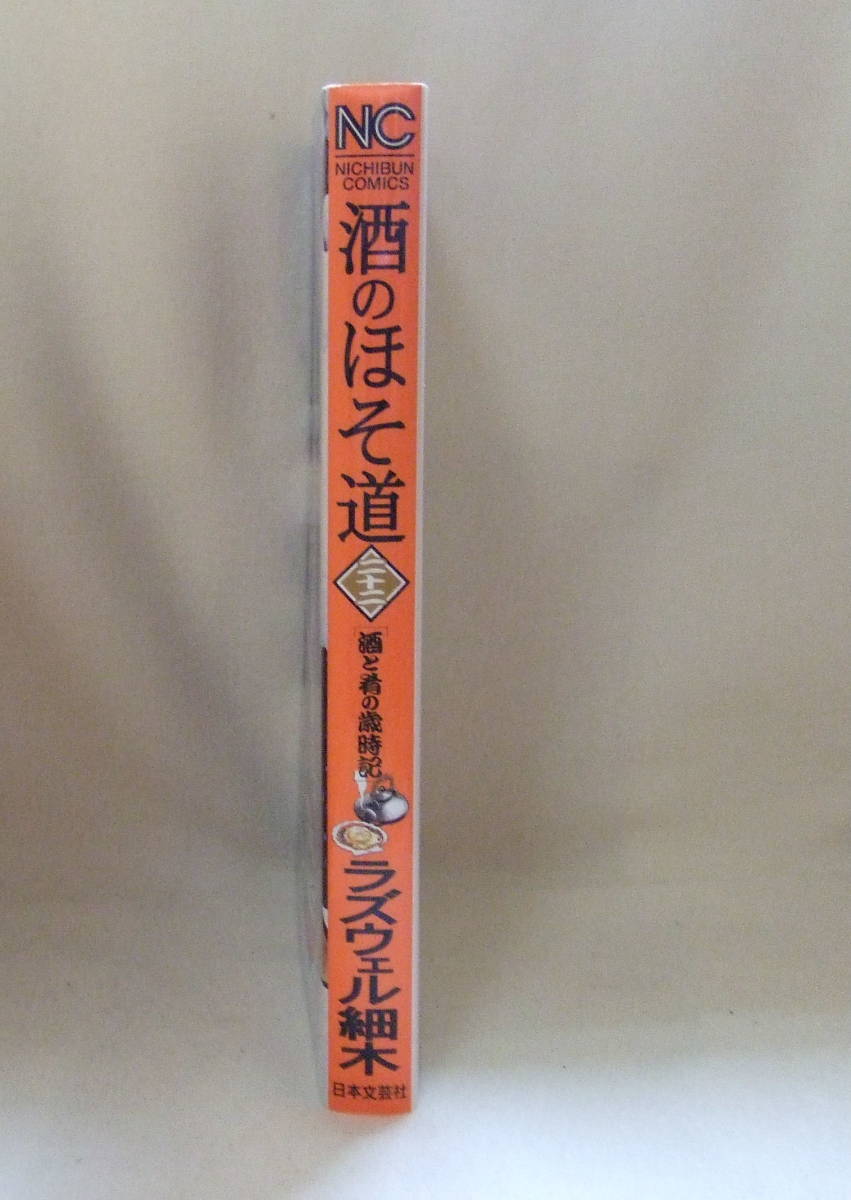 NC
NICHIBUN
COMICS
酒のほそ道
二十二
[酒と肴の歳時記]
ラズウェル細木
日本文芸社